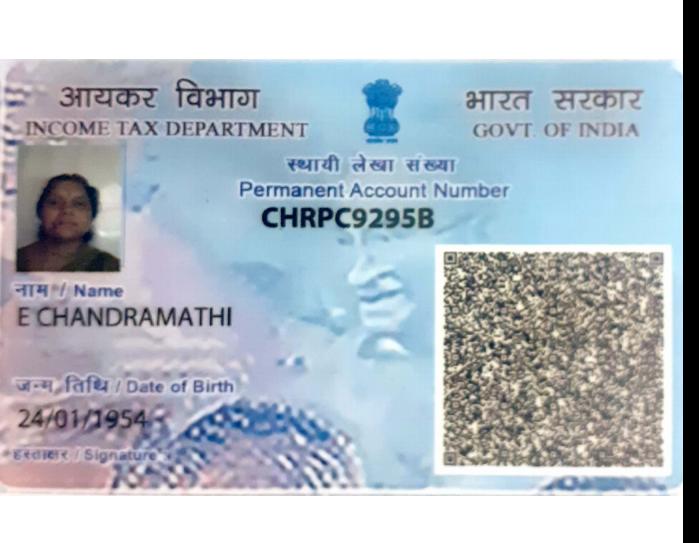 आयकर विभाग
INCOME TAX DEPARTMENT
भारत सरकार
GOVT. OF INDIA
स्थायी लेखा संख्या
Permanent Account Number
CHRPC9295B
नाम / Name
E CHANDRAMATHI
जन्म तिथि / Date of Birth
24/01/1954
हस्ताक्षर / Signature